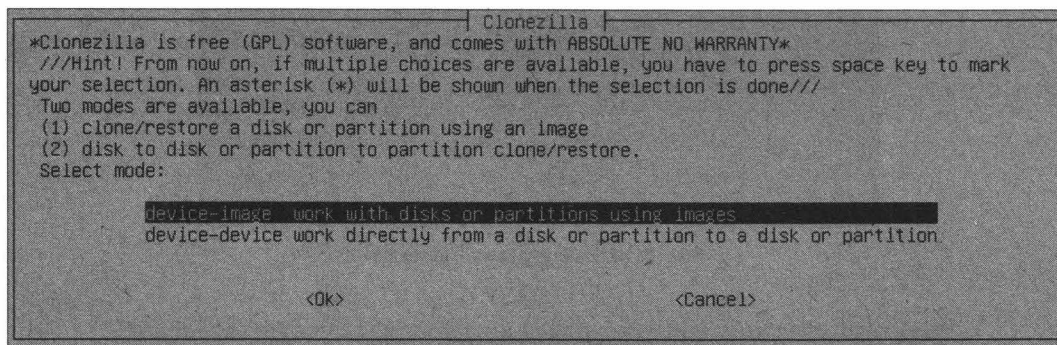 Clonezilla
*Clonezilla is free (GPL) software, and comes with ABSOLUTE NO WARRANTY*
///Hint! From now on, if multiple choices are available, you have to press space key to mark
your selection. An asterisk (*) will be shown when the selection is done///
Two modes are available, you can
(1) clone/restore a disk or partition using an image
(2) disk to disk or partition to partition clone/restore.
Select mode:
device-image work with disks or partitions using images
device-device work directly from a disk or partition to a disk or partition
<Ok> <Cancel>